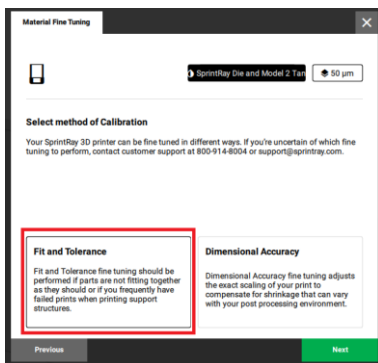 Material Fine Tuning
SprintRay Die and Model 2 Tan
50 µm
Select method of Calibration
Your SprintRay 3D printer can be fine tuned in different ways. If you're uncertain of which fine
tuning to perform, contact customer support at 800-914-8004 or support@sprintray.com.
Fit and Tolerance
Fit and Tolerance fine tuning should be
performed if parts are not fitting together
as they should or if you frequently have
failed prints when printing support
structures.
Dimensional Accuracy
Dimensional Accuracy fine tuning adjusts
the exact scaling of your print to
compensate for shrinkage that can vary
with your post processing environment.
Previous
Next